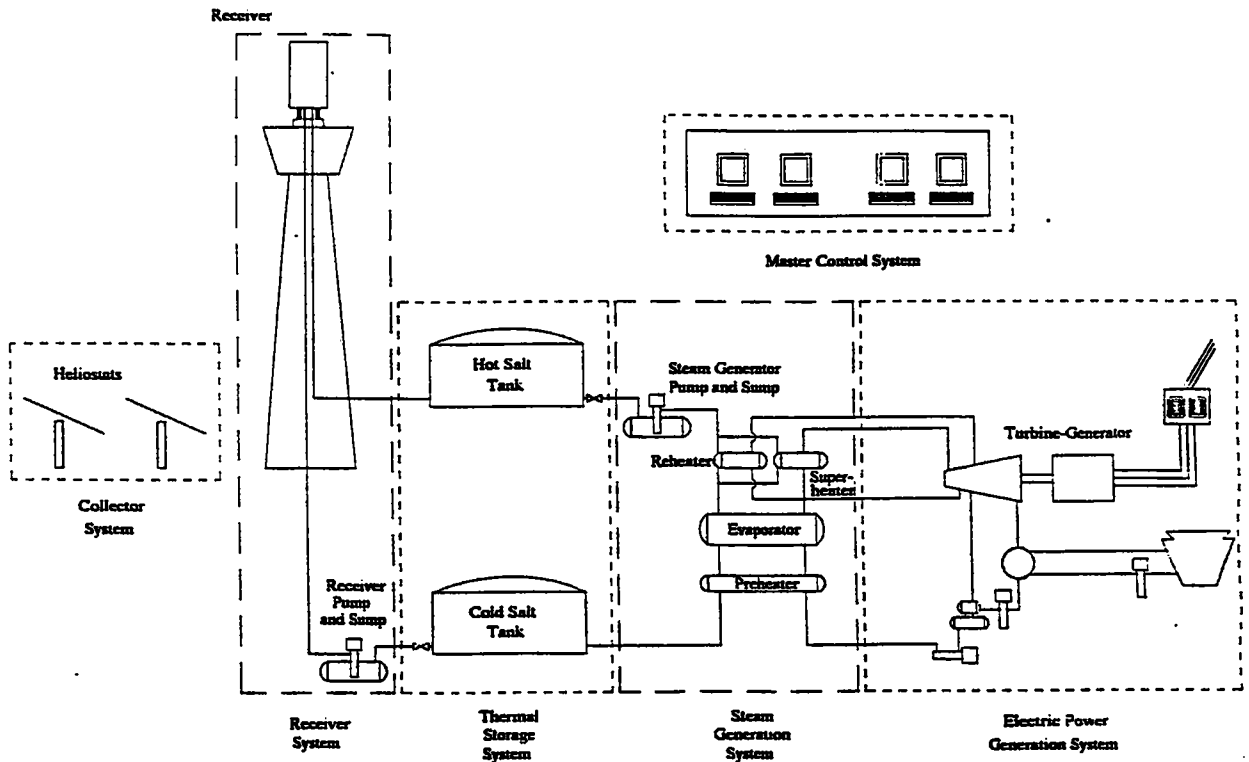 Receiver
Master Control System
Heliostats
Collector
System
Hot Salt
Tank
Steam Generator
Pump and Sump
Reheater
Super-
heater
Turbine-Generator
Evaporator
Preheater
Receiver
Pump
and Sump
Cold Salt
Tank
Receiver
System
Thermal
Storage
System
Steam
Generation
System
Electric Power
Generation System